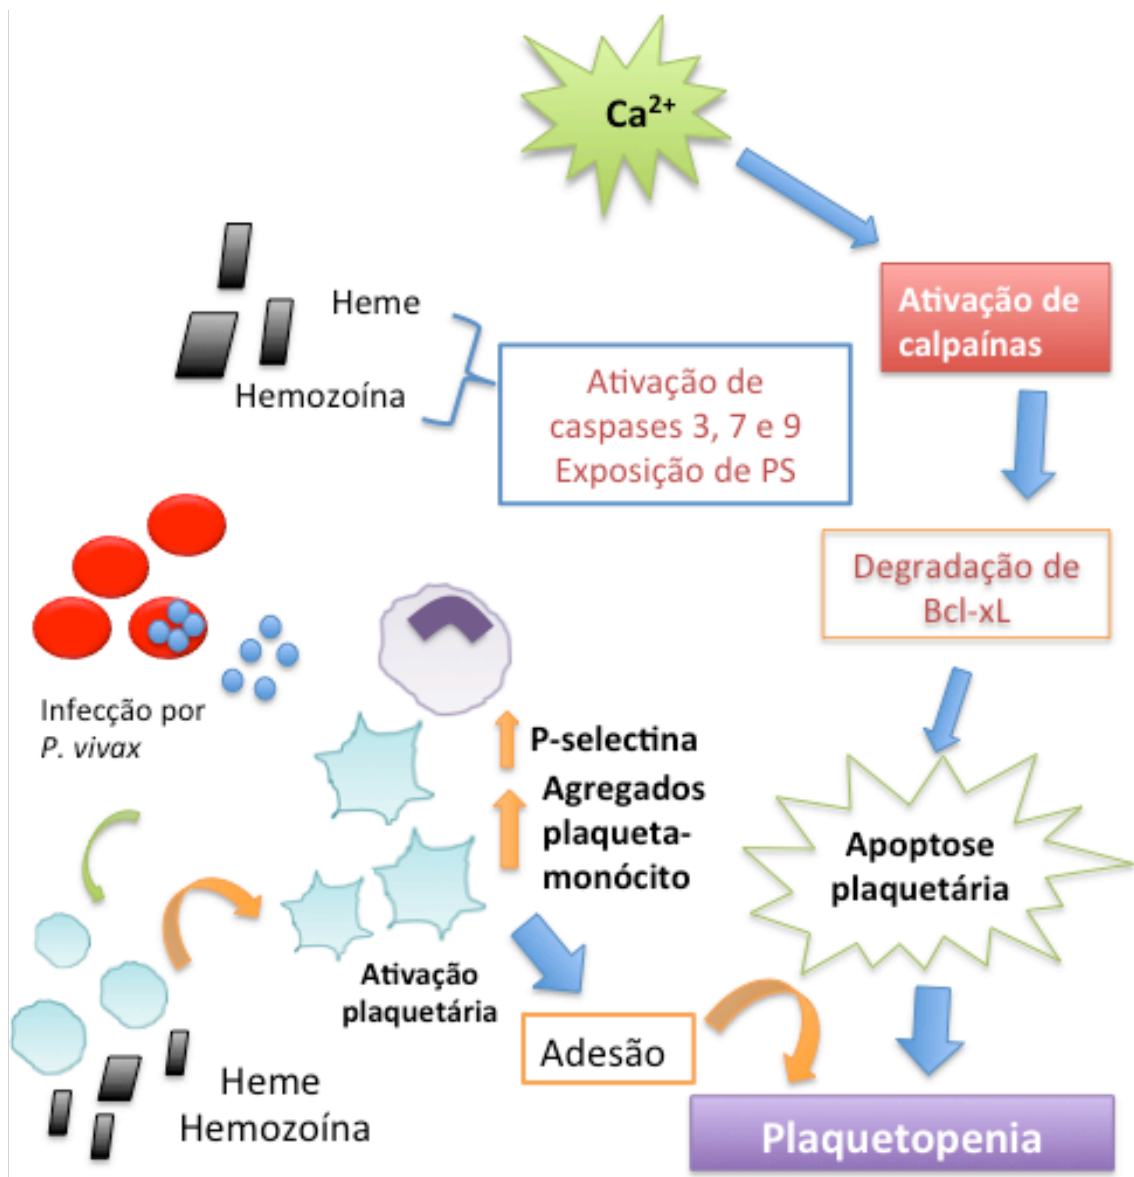 Ca²⁺
Ativação de
calpaínas
Heme
Hemozoína
Ativação de
caspases 3, 7 e 9
Exposição de PS
Degradação de
Bcl-xL
Infecção por
P. vivax
P-selectina
Agregados
plaqueta-
monócito
Apoptose
plaquetária
Ativação
plaquetária
Adesão
Heme
Hemozoína
Plaquetopenia